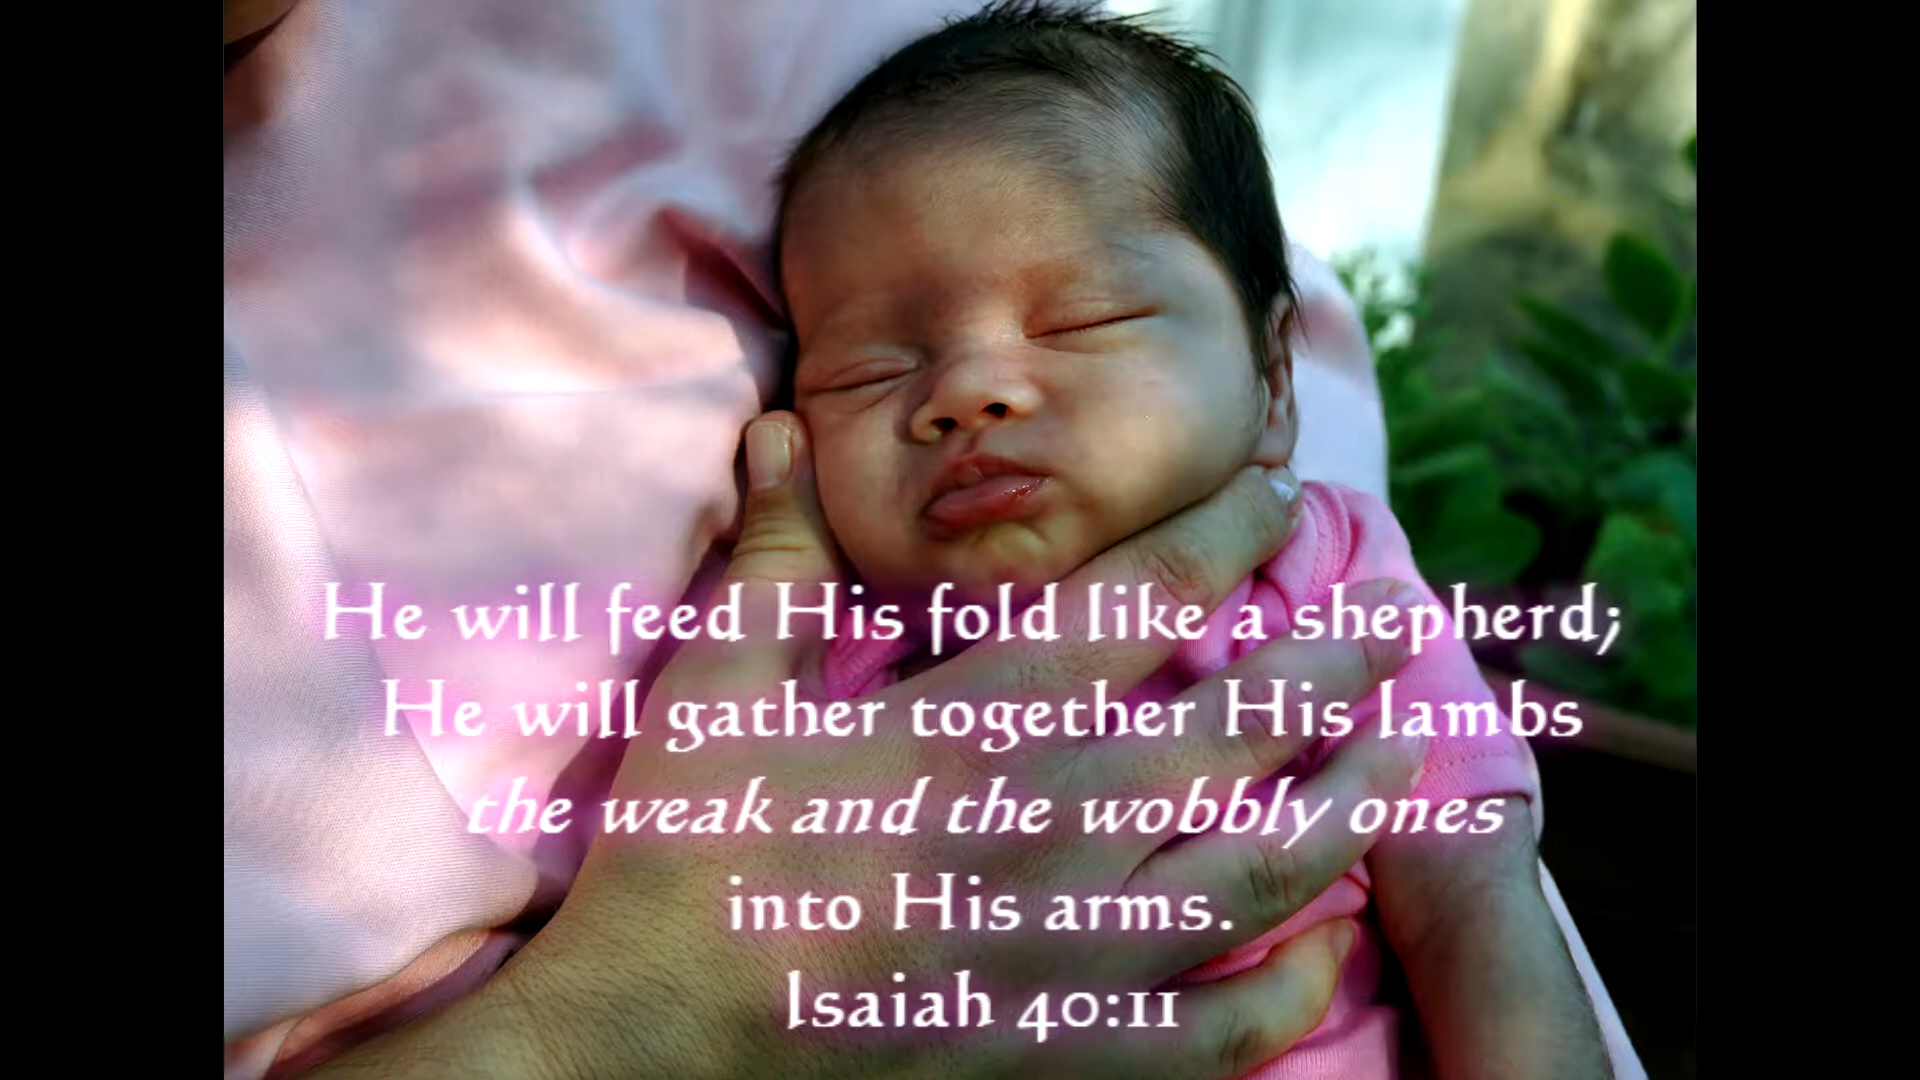 He will feed His fold like a shepherd;
He will gather together His lambs
the weak and the wobbly ones
into His arms.
Isaiah 40:11